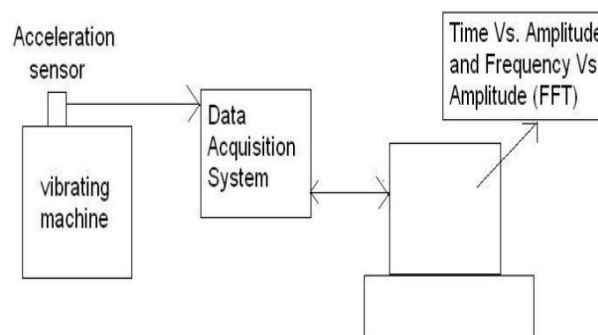 Acceleration
sensor
vibrating
machine
Data
Acquisition
System
Time Vs. Amplitude
and Frequency Vs
Amplitude (FFT)